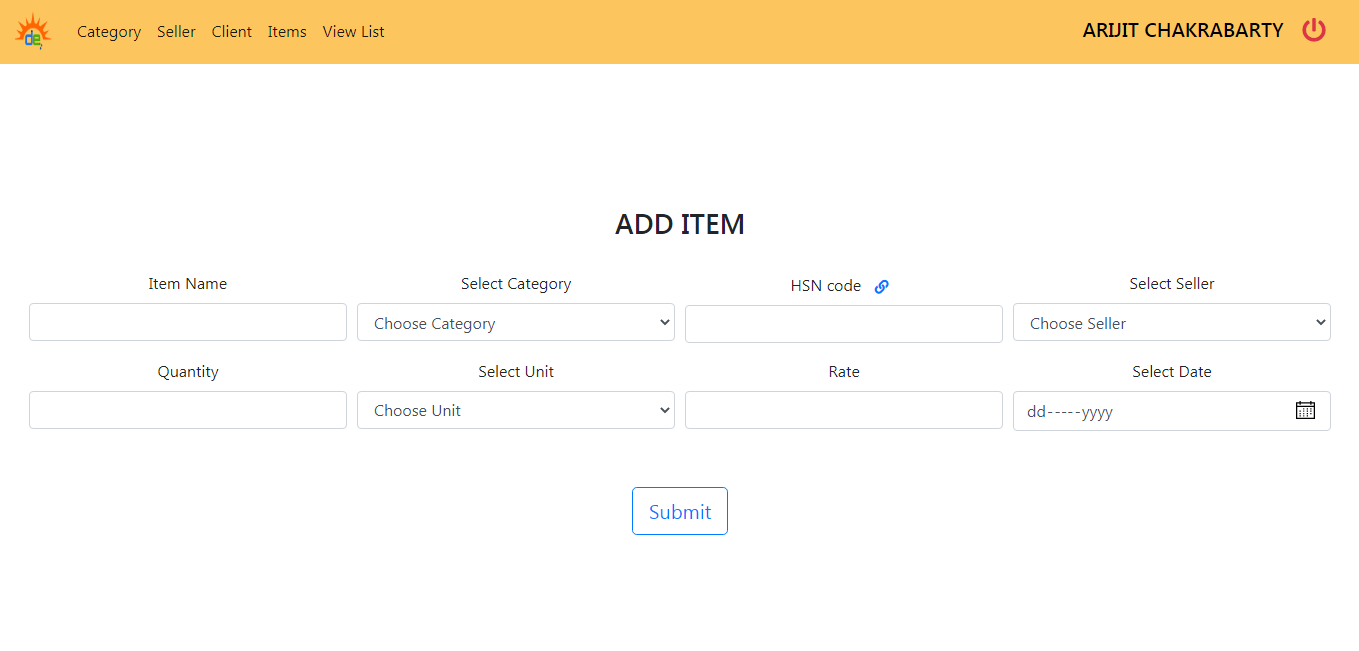 de
Category Seller Client Items View List
ARIJIT CHAKRABARTY
ADD ITEM
Item Name Select Category HSN code Select Seller
Choose Category Choose Seller
Quantity Select Unit Rate Select Date
Choose Unit dd-----yyyy
Submit